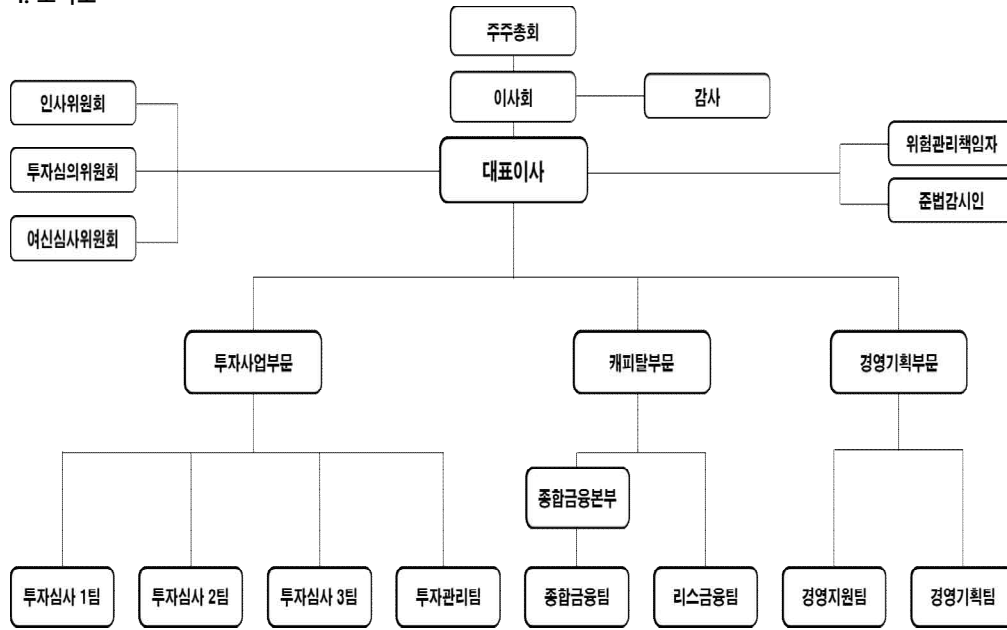 주주총회
이사회
감사
인사위원회
투자심의위원회
여신심사위원회
대표이사
위험관리책임자
준법감시인
투자사업부문
캐피탈부문
경영기획부문
종합금융본부
투자심사 1팀
투자심사 2팀
투자심사 3팀
투자관리팀
종합금융팀
리스금융팀
경영지원팀
경영기획팀